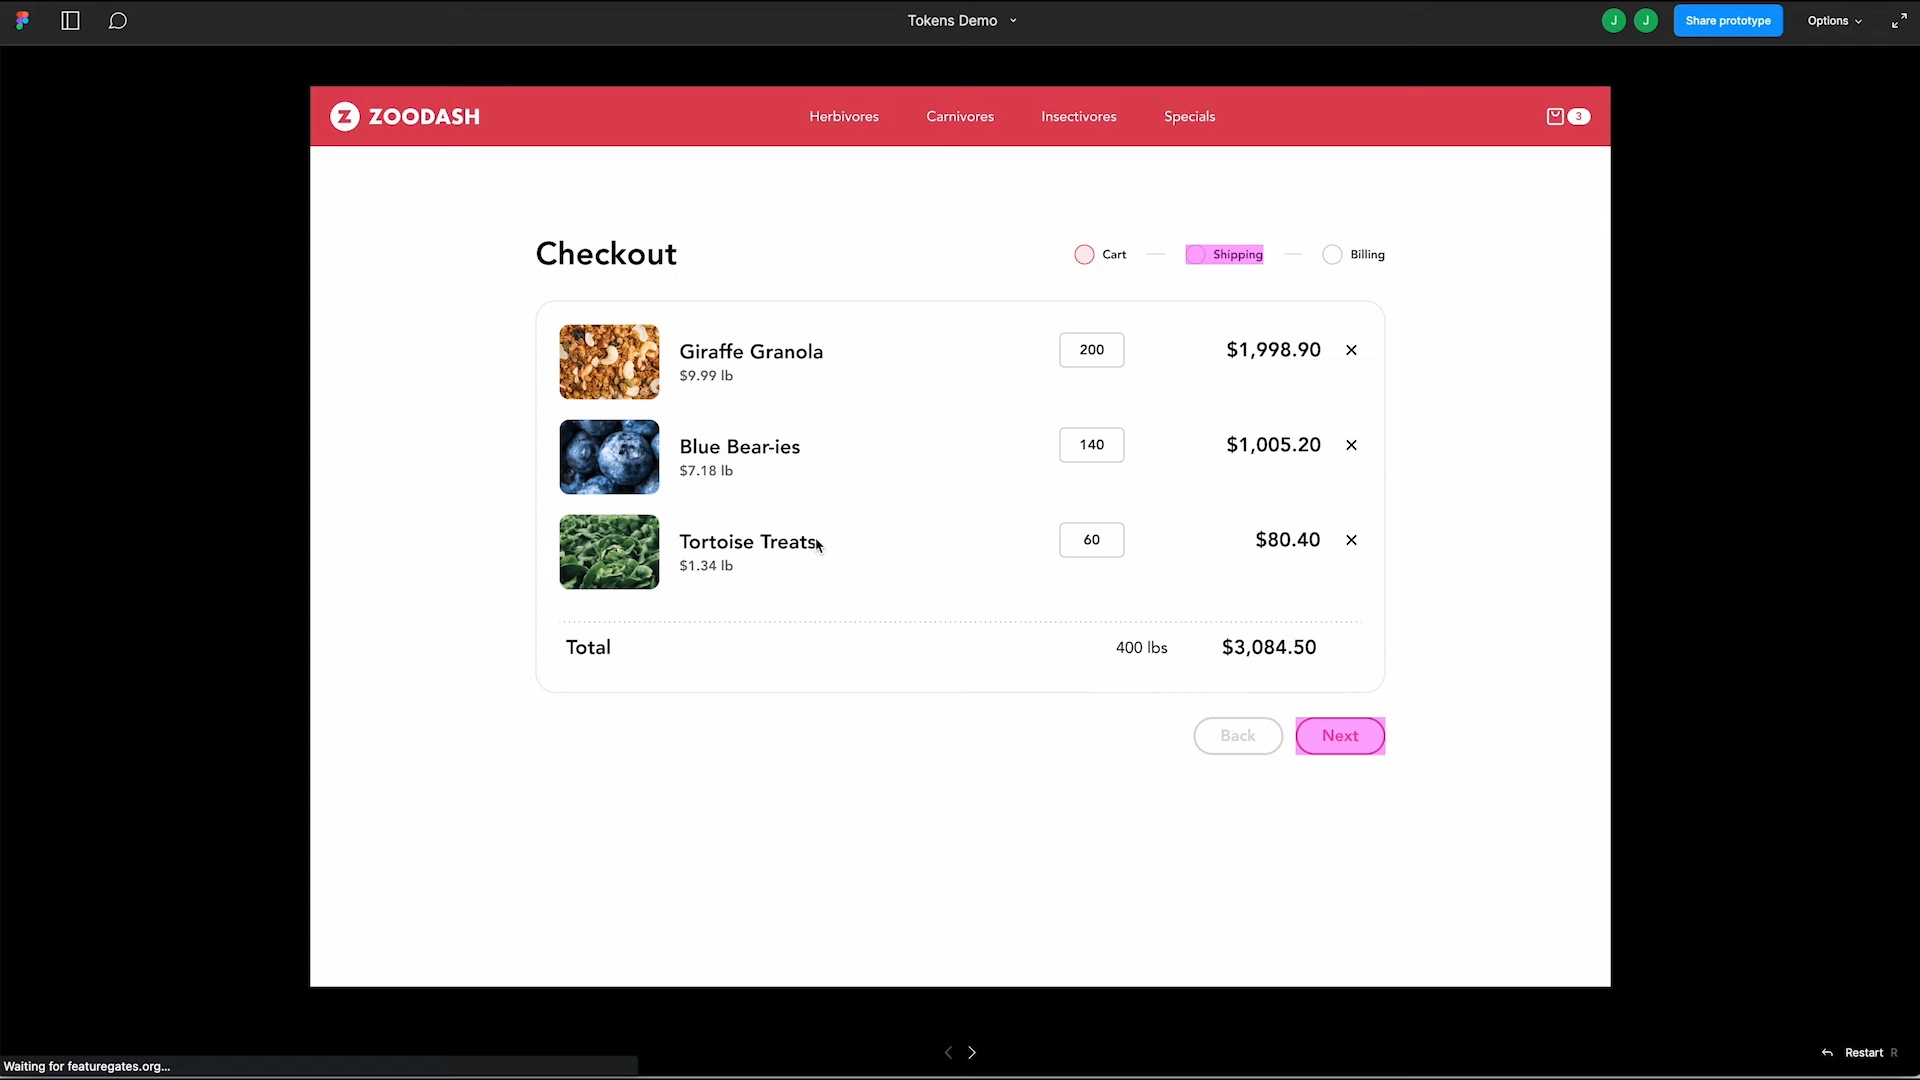 Tokens Demo
J
J
Share prototype
Options
Z ZOODASH
Herbivores
Carnivores
Insectivores
Specials
3
Checkout
Cart
Shipping
Billing
Giraffe Granola
$9.99 lb
200
$1,998.90
Blue Bear-ies
$7.18 lb
140
$1,005.20
Tortoise Treats
$1.34 lb
60
$80.40
Total
400 lbs
$3,084.50
Back
Next
Waiting for featuregates.org...
Restart R